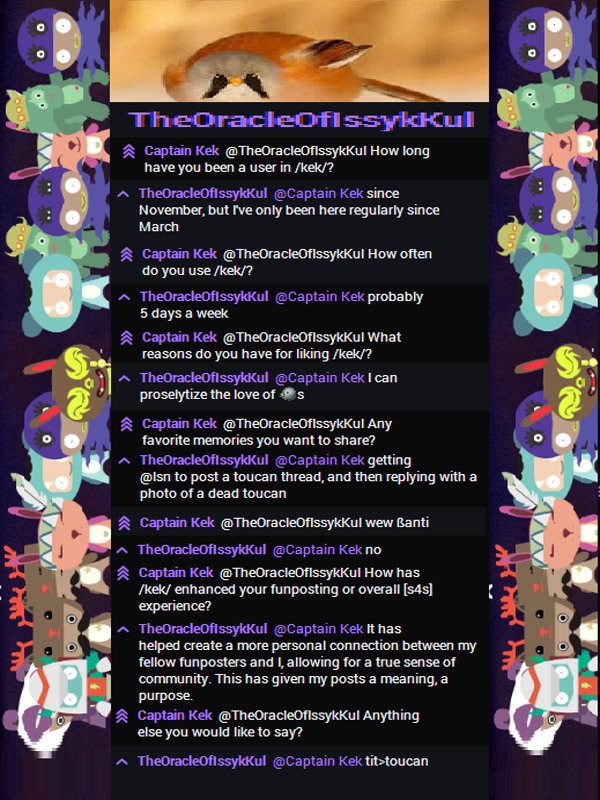 TheOracleOfIssykKul
Captain Kek @TheOracleOfIssykKul How long
have you been a user in /kek/?
TheOracleOfIssykKul @Captain Kek since
November, but I've only been here regularly since
March
Captain Kek @TheOracleOfIssykKul How often
do you use /kek/?
TheOracleOfIssykKul @Captain Kek probably
5 days a week
Captain Kek @TheOracleOfIssykKul What
reasons do you have for liking /kek/?
TheOracleOfIssykKul @Captain Kek I can
proselytize the love of s
Captain Kek @TheOracleOfIssykKul Any
favorite memories you want to share?
TheOracleOfIssykKul @Captain Kek getting
@lsn to post a toucan thread, and then replying with a
photo of a dead toucan
Captain Kek @TheOracleOfIssykKul wew ßanti
TheOracleOfIssykKul @Captain Kek no
Captain Kek @TheOracleOfIssykKul How has
/kek/ enhanced your funposting or overall [s4s]
experience?
TheOracleOfIssykKul @Captain Kek It has
helped create a more personal connection between my
fellow funposters and I, allowing for a true sense of
community. This has given my posts a meaning, a
purpose.
Captain Kek @TheOracleOfIssykKul Anything
else you would like to say?
TheOracleOfIssykKul @Captain Kek tit>toucan